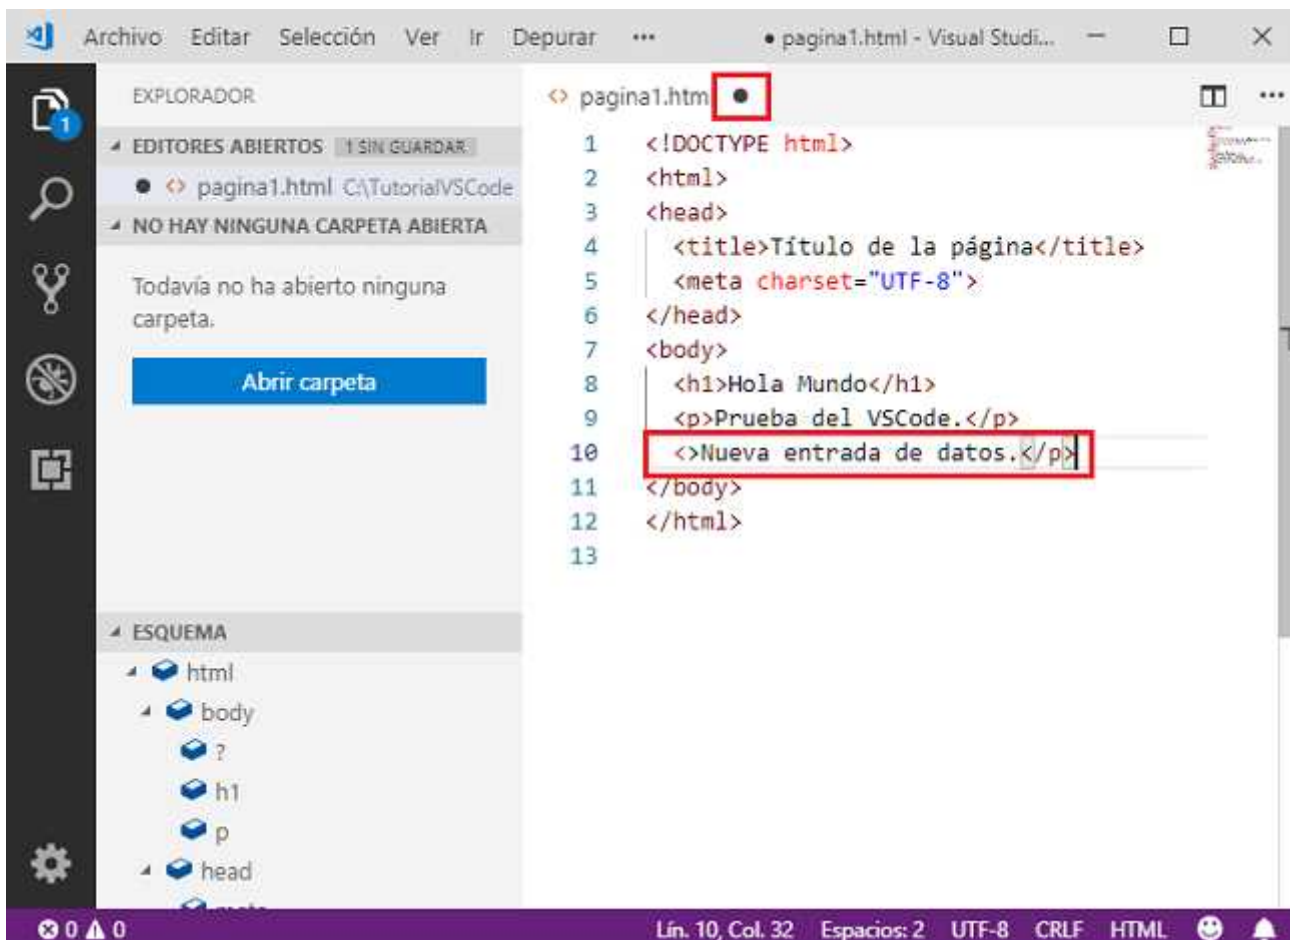 Archivo Editar Selección Ver Ir Depurar ••• ● pagina1.html - Visual Studi...
EXPLORADOR
EDITORES ABIERTOS 1 SIN GUARDAR
● <> pagina1.html C:\TutorialVSCode
NO HAY NINGUNA CARPETA ABIERTA
Todavía no ha abierto ninguna
carpeta.
Abrir carpeta
ESQUEMA
html
body
?
h1
p
head
meta
<> pagina1.htm ●
1 <!DOCTYPE html>
2 <html>
3 <head>
4 <title>Título de la página</title>
5 <meta charset="UTF-8">
6 </head>
7 <body>
8 <h1>Hola Mundo</h1>
9 <p>Prueba del VSCode.</p>
10 <>Nueva entrada de datos.</p>
11 </body>
12 </html>
13
1
0 0 Lín. 10, Col. 32 Espacios: 2 UTF-8 CRLF HTML